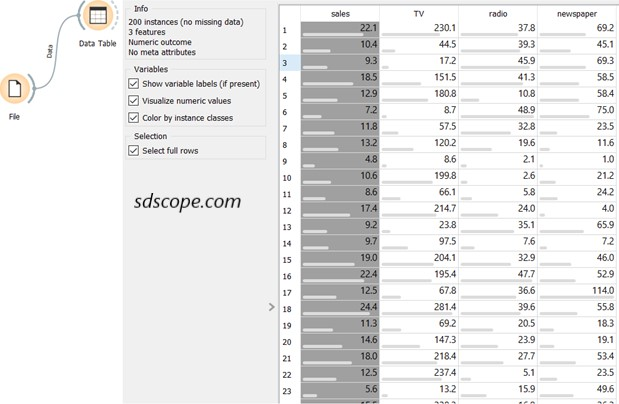 Data Table
Data
File
Info
200 instances (no missing data)
3 features
Numeric outcome
No meta attributes
Variables
Show variable labels (if present)
Visualize numeric values
Color by instance classes
Selection
Select full rows
sdscope.com
>
sales TV radio newspaper
1 22.1 230.1 37.8 69.2
2 10.4 44.5 39.3 45.1
3 9.3 17.2 45.9 69.3
4 18.5 151.5 41.3 58.5
5 12.9 180.8 10.8 58.4
6 7.2 8.7 48.9 75.0
7 11.8 57.5 32.8 23.5
8 13.2 120.2 19.6 11.6
9 4.8 8.6 2.1 1.0
10 10.6 199.8 2.6 21.2
11 8.6 66.1 5.8 24.2
12 17.4 214.7 24.0 4.0
13 9.2 23.8 35.1 65.9
14 9.7 97.5 7.6 7.2
15 19.0 204.1 32.9 46.0
16 22.4 195.4 47.7 52.9
17 12.5 67.8 36.6 114.0
18 24.4 281.4 39.6 55.8
19 11.3 69.2 20.5 18.3
20 14.6 147.3 23.9 19.1
21 18.0 218.4 27.7 53.4
22 12.5 237.4 5.1 23.5
23 5.6 13.2 15.9 49.6